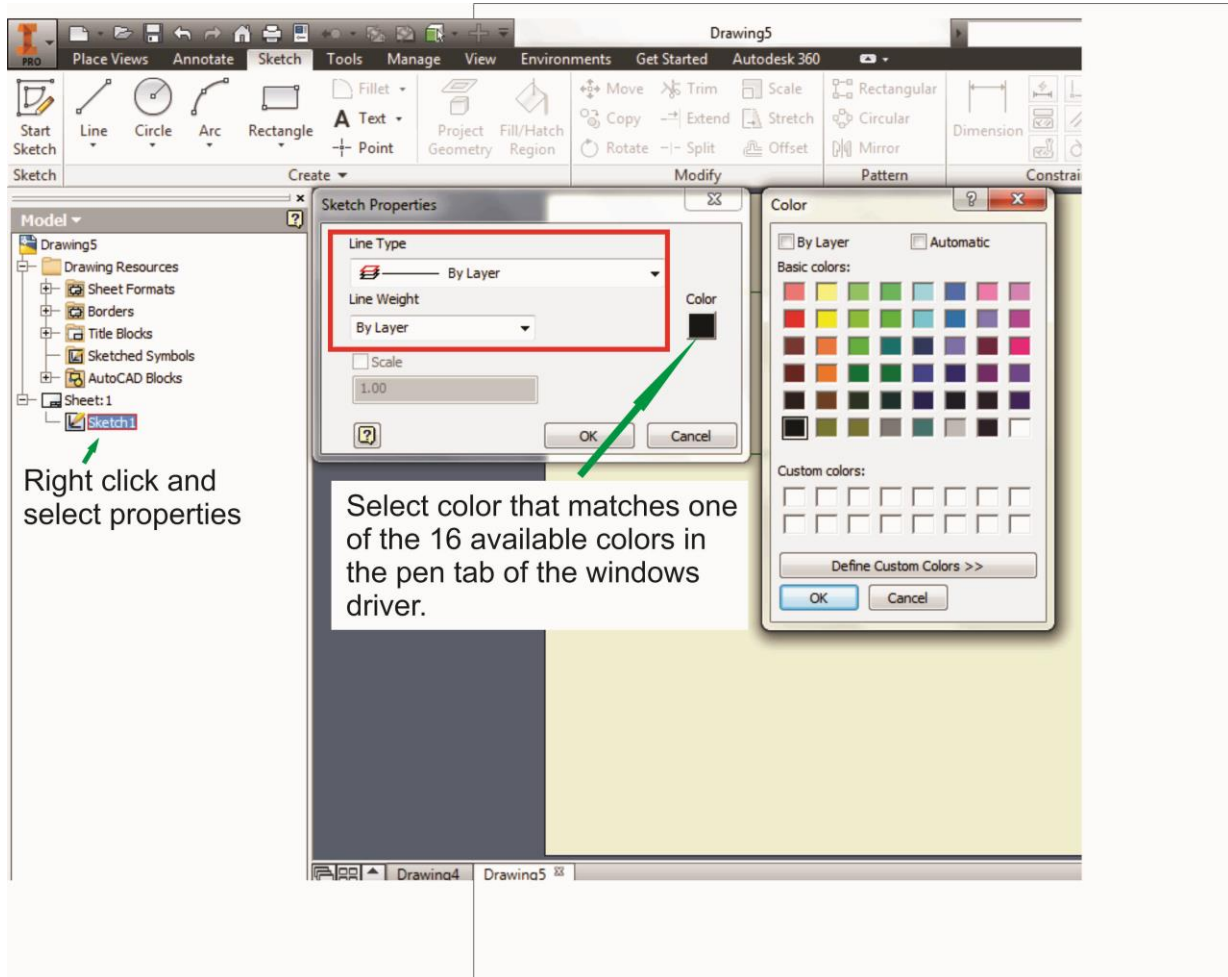 Drawing5
PRO
Place Views Annotate Sketch Tools Manage View Environments Get Started Autodesk 360
Start Sketch
Line
Circle
Arc
Rectangle
Fillet
A Text
Point
Project Geometry
Fill/Hatch Region
Move Trim Scale
Copy Extend Stretch
Rotate Split Offset
Rectangular
Circular
Mirror
Dimension
Sketch
Create
Modify
Pattern
Constrai
Model
Drawing5
Drawing Resources
Sheet Formats
Borders
Title Blocks
Sketched Symbols
AutoCAD Blocks
Sheet:1
Sketch1
Right click and
select properties
Sketch Properties
Line Type
By Layer
Line Weight
By Layer
Color
Scale
1.00
OK Cancel
Select color that matches one
of the 16 available colors in
the pen tab of the windows
driver.
Color
By Layer Automatic
Basic colors:
Custom colors:
Define Custom Colors >>
OK Cancel
Drawing4 Drawing5